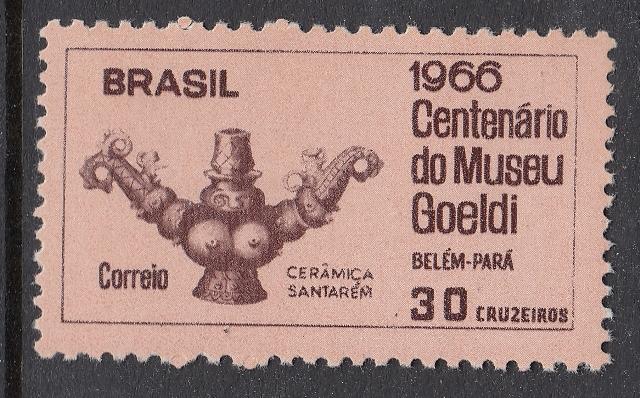 BRASIL
1966
Centenário
do Museu
Goeldi
BELÉM-PARÁ
30 CRUZEIROS
Correio
CERÂMICA
SANTARÉM